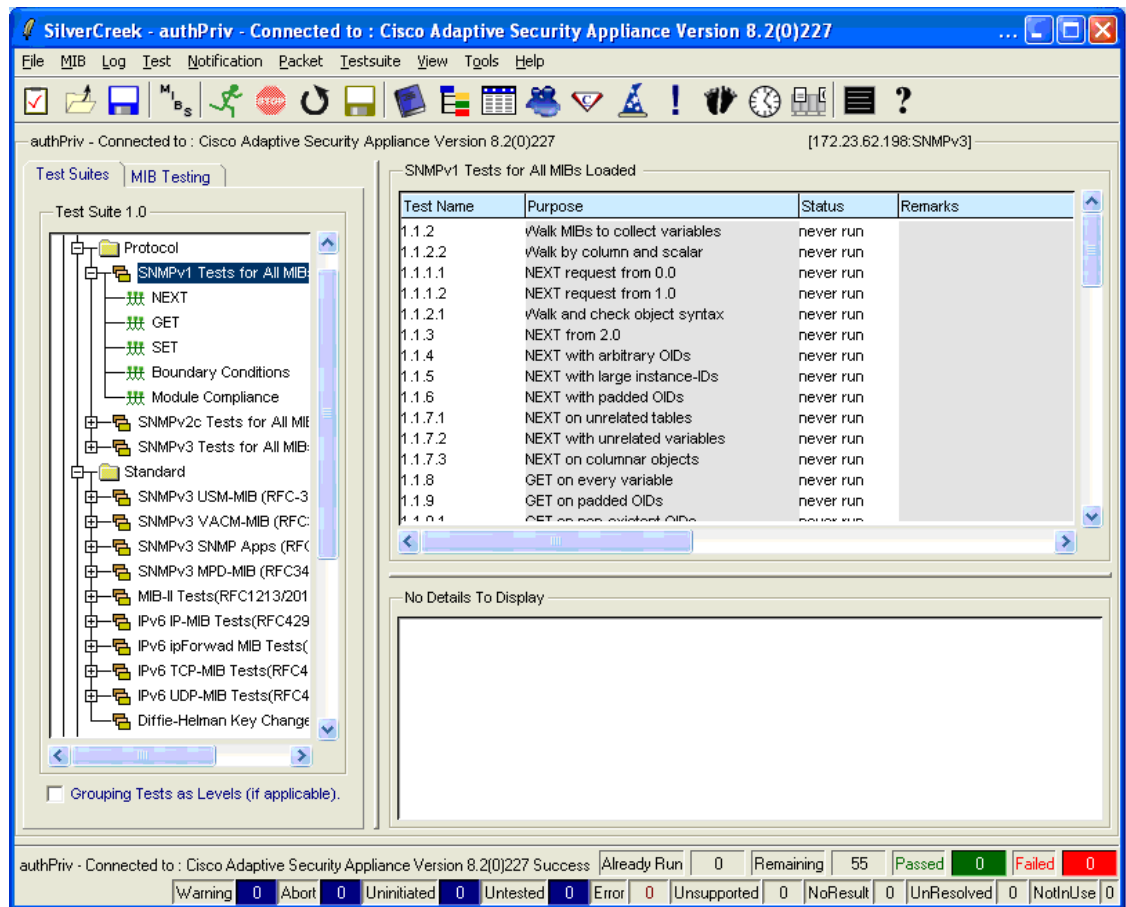 SilverCreek - authPriv - Connected to : Cisco Adaptive Security Appliance Version 8.2(0)227 ...
File MIB Log Test Notification Packet Testsuite View Tools Help
MIBs STOP C ! ?
authPriv - Connected to : Cisco Adaptive Security Appliance Version 8.2(0)227 [172.23.62.198:SNMPv3]
Test Suites MIB Testing
Test Suite 1.0
Protocol
SNMPv1 Tests for All MIB
NEXT
GET
SET
Boundary Conditions
Module Compliance
SNMPv2c Tests for All MIE
SNMPv3 Tests for All MIB
Standard
SNMPv3 USM-MIB (RFC-3
SNMPv3 VACM-MIB (RFC
SNMPv3 SNMP Apps (RFC
SNMPv3 MPD-MIB (RFC34
MIB-II Tests(RFC1213/201
IPv6 IP-MIB Tests(RFC429
IPv6 ipForwad MIB Tests(
IPv6 TCP-MIB Tests(RFC4
IPv6 UDP-MIB Tests(RFC4
Diffie-Helman Key Change
Grouping Tests as Levels (if applicable).
SNMPv1 Tests for All MIBs Loaded
Test Name Purpose Status Remarks
1.1.2 Walk MIBs to collect variables never run
1.1.2.2 Walk by column and scalar never run
1.1.1.1 NEXT request from 0.0 never run
1.1.1.2 NEXT request from 1.0 never run
1.1.2.1 Walk and check object syntax never run
1.1.3 NEXT from 2.0 never run
1.1.4 NEXT with arbitrary OIDs never run
1.1.5 NEXT with large instance-IDs never run
1.1.6 NEXT with padded OIDs never run
1.1.7.1 NEXT on unrelated tables never run
1.1.7.2 NEXT with unrelated variables never run
1.1.7.3 NEXT on columnar objects never run
1.1.8 GET on every variable never run
1.1.9 GET on padded OIDs never run
1.1.9.1 GET on non-existent OIDs never run
No Details To Display
authPriv - Connected to : Cisco Adaptive Security Appliance Version 8.2(0)227 Success Already Run 0 Remaining 55 Passed 0 Failed 0
Warning 0 Abort 0 Uninitiated 0 Untested 0 Error 0 Unsupported 0 NoResult 0 UnResolved 0 NotInUse 0